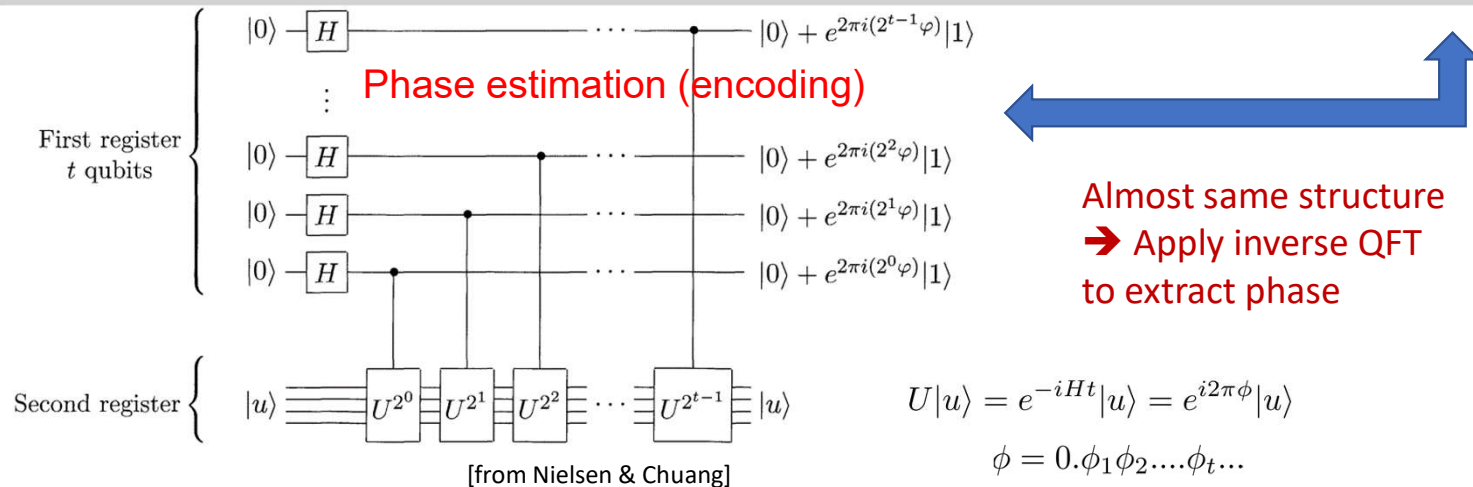 |0⟩ H ··· |0⟩ + e^{2πi(2^{t−1}φ)}|1⟩
Phase estimation (encoding)
⋮
First register
t qubits
|0⟩ H ··· |0⟩ + e^{2πi(2^2φ)}|1⟩
|0⟩ H ··· |0⟩ + e^{2πi(2^1φ)}|1⟩
|0⟩ H ··· |0⟩ + e^{2πi(2^0φ)}|1⟩
Almost same structure
➔ Apply inverse QFT
to extract phase
Second register |u⟩ U^{2^0} U^{2^1} U^{2^2} ··· U^{2^{t−1}} |u⟩
[from Nielsen & Chuang]
U|u⟩ = e^{−iHt}|u⟩ = e^{i2πϕ}|u⟩
ϕ = 0.ϕ_1ϕ_2....ϕ_t...